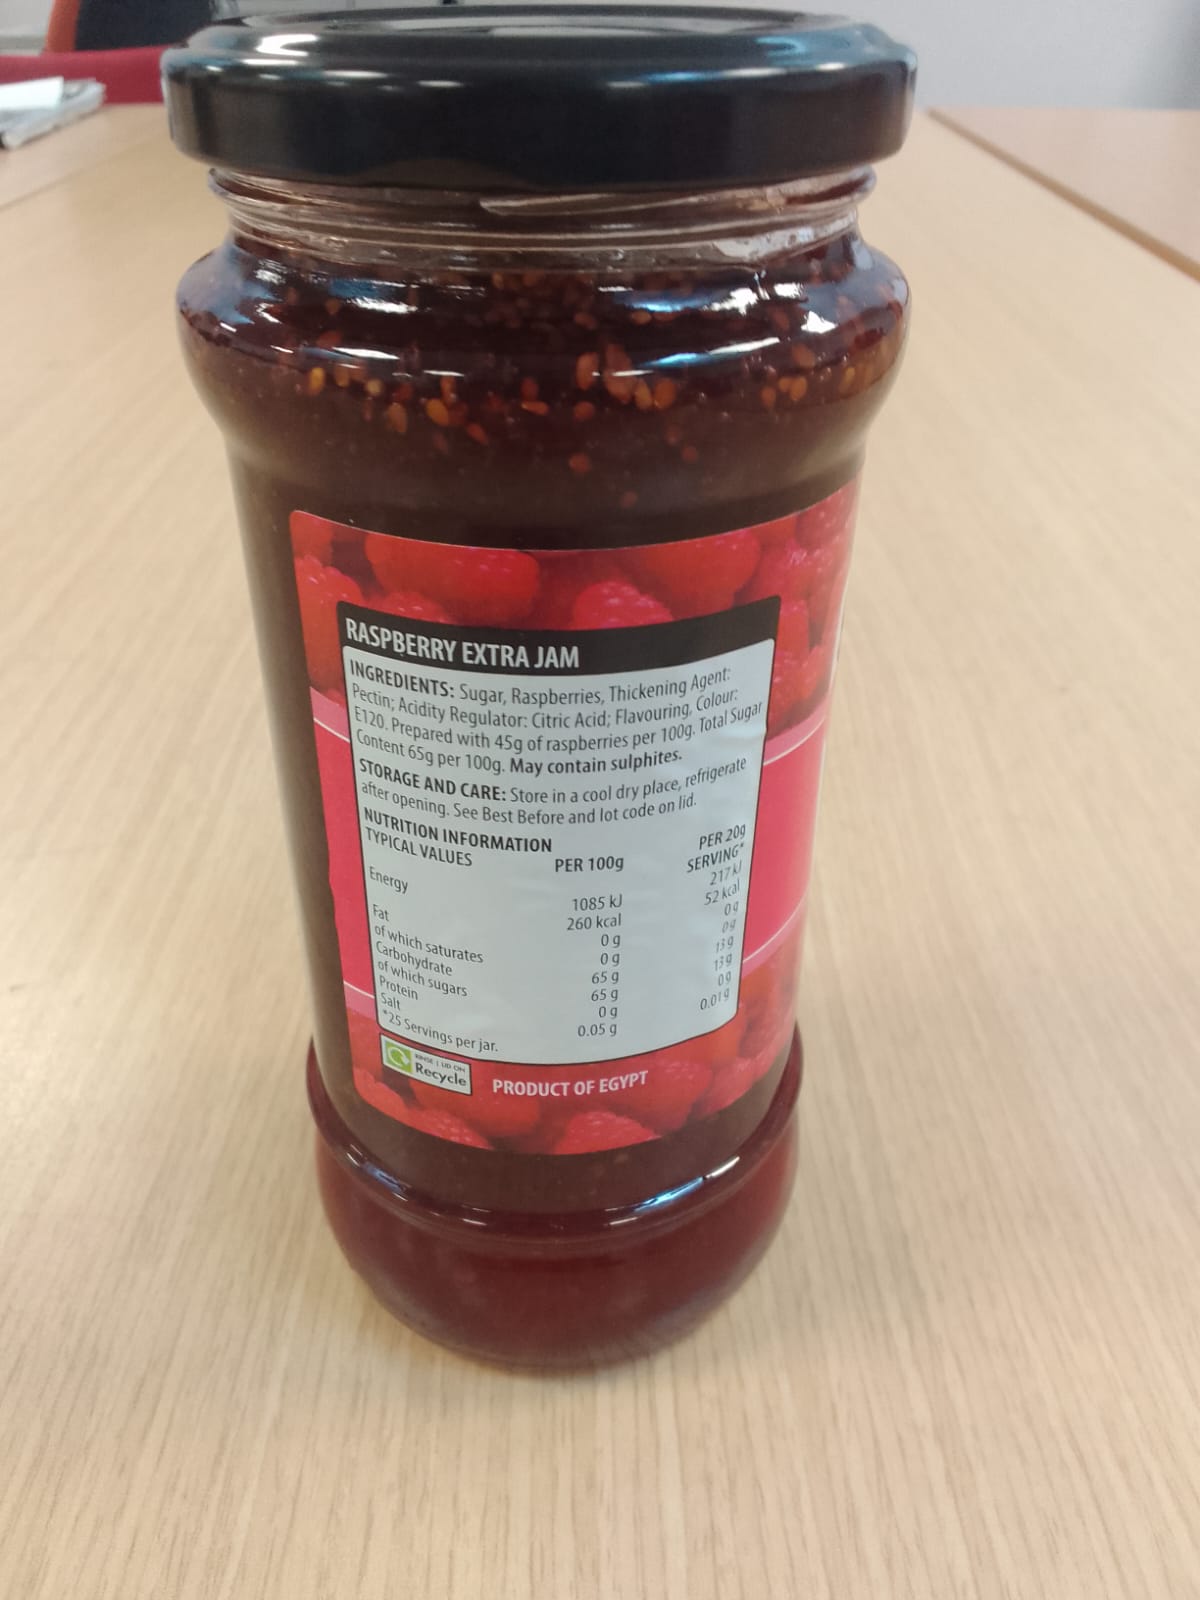 RASPBERRY EXTRA JAM
INGREDIENTS: Sugar, Raspberries, Thickening Agent:
Pectin; Acidity Regulator: Citric Acid; Flavouring, Colour:
E120. Prepared with 45g of raspberries per 100g. Total Sugar
Content 65g per 100g. May contain sulphites.
STORAGE AND CARE: Store in a cool dry place, refrigerate
after opening. See Best Before and lot code on lid.
NUTRITION INFORMATION
TYPICAL VALUES PER 100g PER 20g
SERVING*
Energy 1085 kJ 217 kJ
260 kcal 52 kcal
Fat 0 g 0 g
of which saturates 0 g 0 g
Carbohydrate 65 g 13 g
of which sugars 65 g 13 g
Protein 0 g 0 g
Salt 0.05 g 0.01 g
*25 Servings per jar.
RINSE | LID ON
Recycle
PRODUCT OF EGYPT